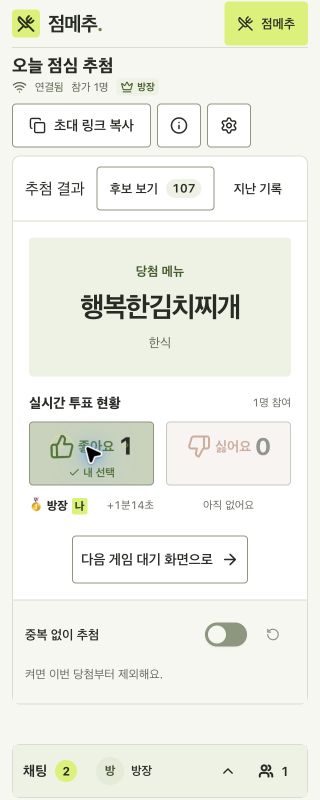 점메추.
점메추
오늘 점심 추첨
연결됨 참가 1명 방장
초대 링크 복사
추첨 결과 후보 보기 107 지난 기록
당첨 메뉴
행복한김치찌개
한식
실시간 투표 현황 1명 참여
좋아요 1 싫어요 0
내 선택
방장 나 +1분14초 아직 없어요
다음 게임 대기 화면으로
중복 없이 추첨
켜면 이번 당첨부터 제외해요.
채팅 2 방 방장 1